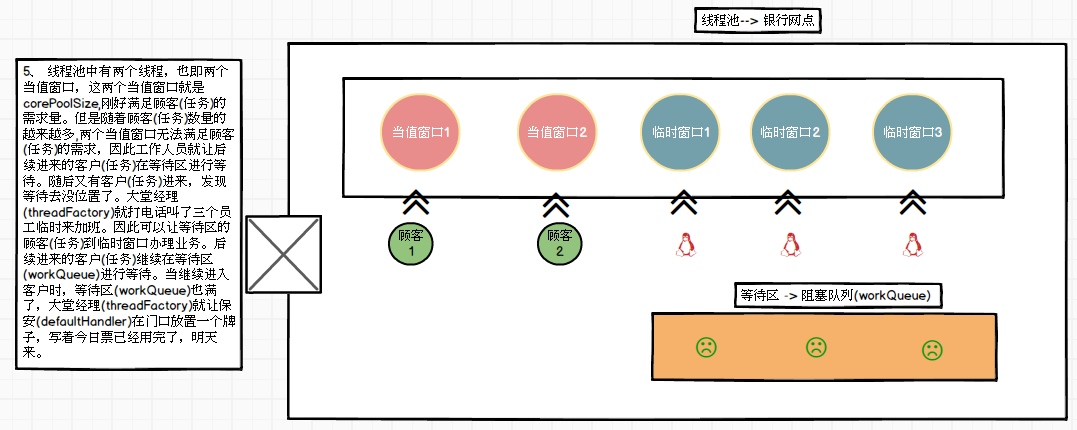 线程池--> 银行网点
5、 线程池中有两个线程，也即两个
当值窗口，这两个当值窗口就是
corePoolSize,刚好满足顾客(任务)的
需求量。但是随着顾客(任务)数量的
越来越多,两个当值窗口无法满足顾客
(任务)的需求，因此工作人员就让后
续进来的客户(任务)在等待区进行等
待。随后又有客户(任务)进来，发现
等待去没位置了。大堂经理
(threadFactory)就打电话叫了三个员
工临时来加班。因此可以让等待区的
顾客(任务)到临时窗口办理业务。后
续进来的客户(任务)继续在等待区
(workQueue)进行等待。当继续进入
客户时，等待区(workQueue)也满
了，大堂经理(threadFactory)就让保
安(defaultHandler)在门口放置一个牌
子，写着今日票已经用完了，明天
来。
当值窗口1
当值窗口2
临时窗口1
临时窗口2
临时窗口3
顾客
1
顾客
2
等待区 -> 阻塞队列(workQueue)